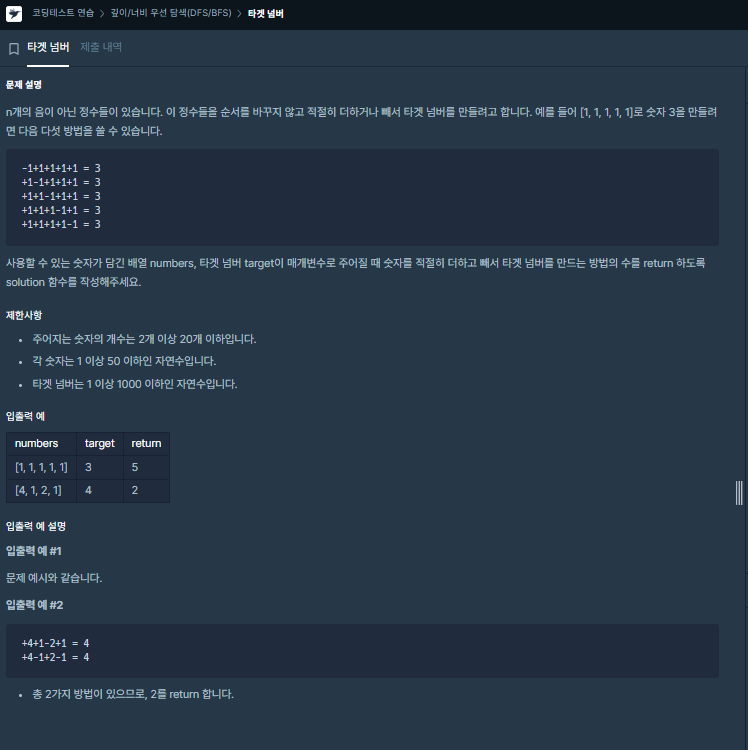 코딩테스트 연습 > 깊이/너비 우선 탐색(DFS/BFS) > 타겟 넘버
타겟 넘버 제출 내역
문제 설명
n개의 음이 아닌 정수들이 있습니다. 이 정수들을 순서를 바꾸지 않고 적절히 더하거나 빼서 타겟 넘버를 만들려고 합니다. 예를 들어 [1, 1, 1, 1, 1]로 숫자 3을 만들려
면 다음 다섯 방법을 쓸 수 있습니다.
-1+1+1+1+1 = 3
+1-1+1+1+1 = 3
+1+1-1+1+1 = 3
+1+1+1-1+1 = 3
+1+1+1+1-1 = 3
사용할 수 있는 숫자가 담긴 배열 numbers, 타겟 넘버 target이 매개변수로 주어질 때 숫자를 적절히 더하고 빼서 타겟 넘버를 만드는 방법의 수를 return 하도록
solution 함수를 작성해주세요.
제한사항
• 주어지는 숫자의 개수는 2개 이상 20개 이하입니다.
• 각 숫자는 1 이상 50 이하인 자연수입니다.
• 타겟 넘버는 1 이상 1000 이하인 자연수입니다.
입출력 예
numbers target return
[1, 1, 1, 1, 1] 3 5
[4, 1, 2, 1] 4 2
입출력 예 설명
입출력 예 #1
문제 예시와 같습니다.
입출력 예 #2
+4+1-2+1 = 4
+4-1+2-1 = 4
• 총 2가지 방법이 있으므로, 2를 return 합니다.